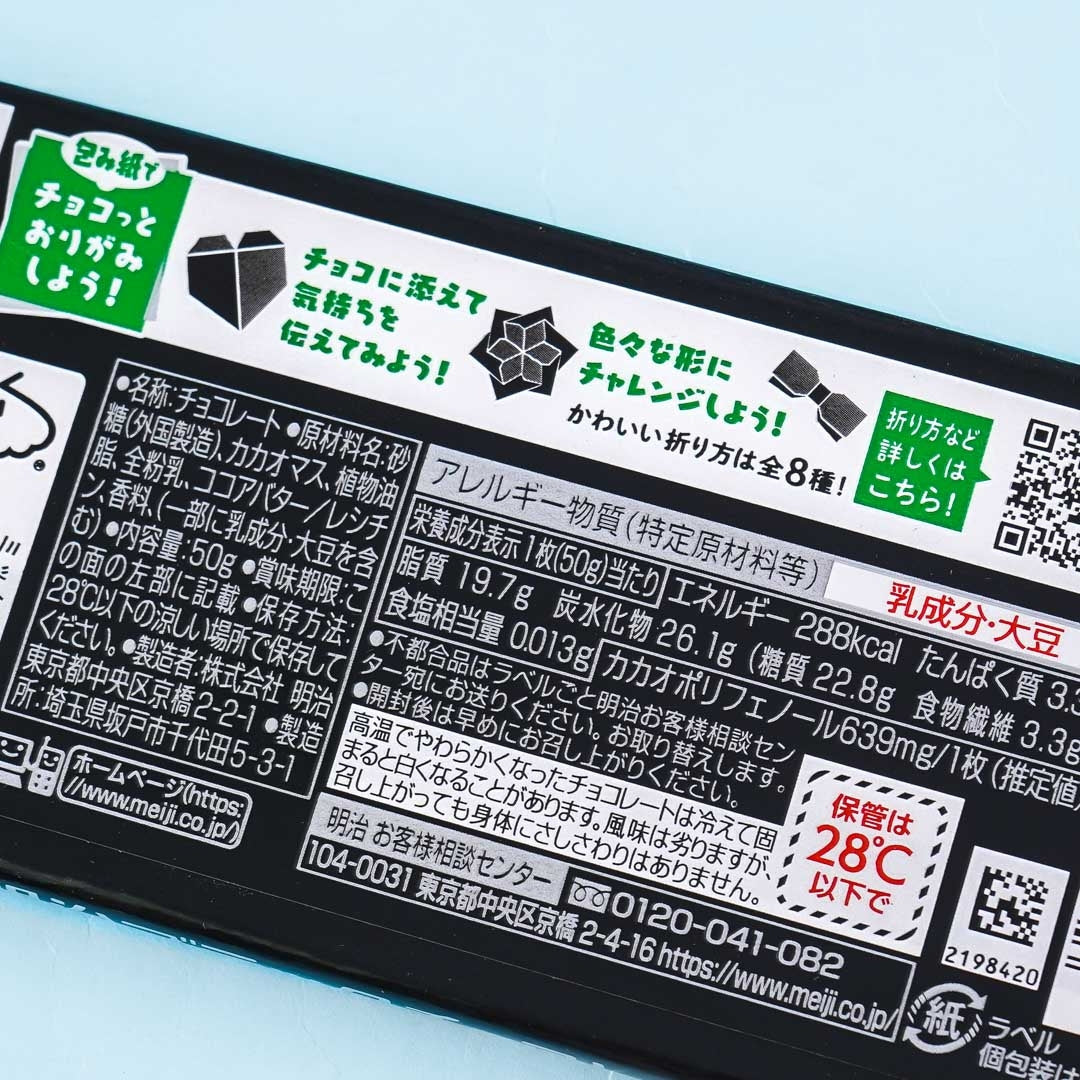 包み紙で
チョコっと
おりがみ
しよう!
チョコに添えて
気持ちを
伝えてみよう!
色々な形に
チャレンジしよう!
かわいい折り方は全8種!
折り方など
詳しくは
こちら!
●名称:チョコレート●原材料名:砂
糖(外国製造)、カカオマス、植物油
脂、全粉乳、ココアバター/レシチ
ン、香料、(一部に乳成分・大豆を含
む)●内容量:50g●賞味期限:こ
の面の左部に記載●保存方法:
28℃以下の涼しい場所で保存して
ください。●製造者:株式会社 明治
東京都中央区京橋2-2-1●製造
所:埼玉県坂戸市千代田5-3-1
ホームページ(https:
//www.meiji.co.jp/)
アレルギー物質(特定原材料等)
乳成分・大豆
栄養成分表示 1枚(50g)当たり エネルギー 288kcal たんぱく質 3.3
脂質 19.7g 炭水化物 26.1g (糖質 22.8g 食物繊維 3.3g
食塩相当量 0.013g カカオポリフェノール639mg/1枚(推定値)
●不都合品はラベルごと明治お客様相談セン
ター宛にお送りください。お取り替えします。
●開封後は早めにお召し上がりください。
高温でやわらかくなったチョコレートは冷えて固
まると白くなることがあります。風味は劣りますが、
召し上がっても身体にさしさわりはありません。
保管は
28℃
以下で
明治 お客様相談センター
0120-041-082
104-0031 東京都中央区京橋 2-4-16 https://www.meiji.co.jp/
2198420
紙
ラベル
個包装は